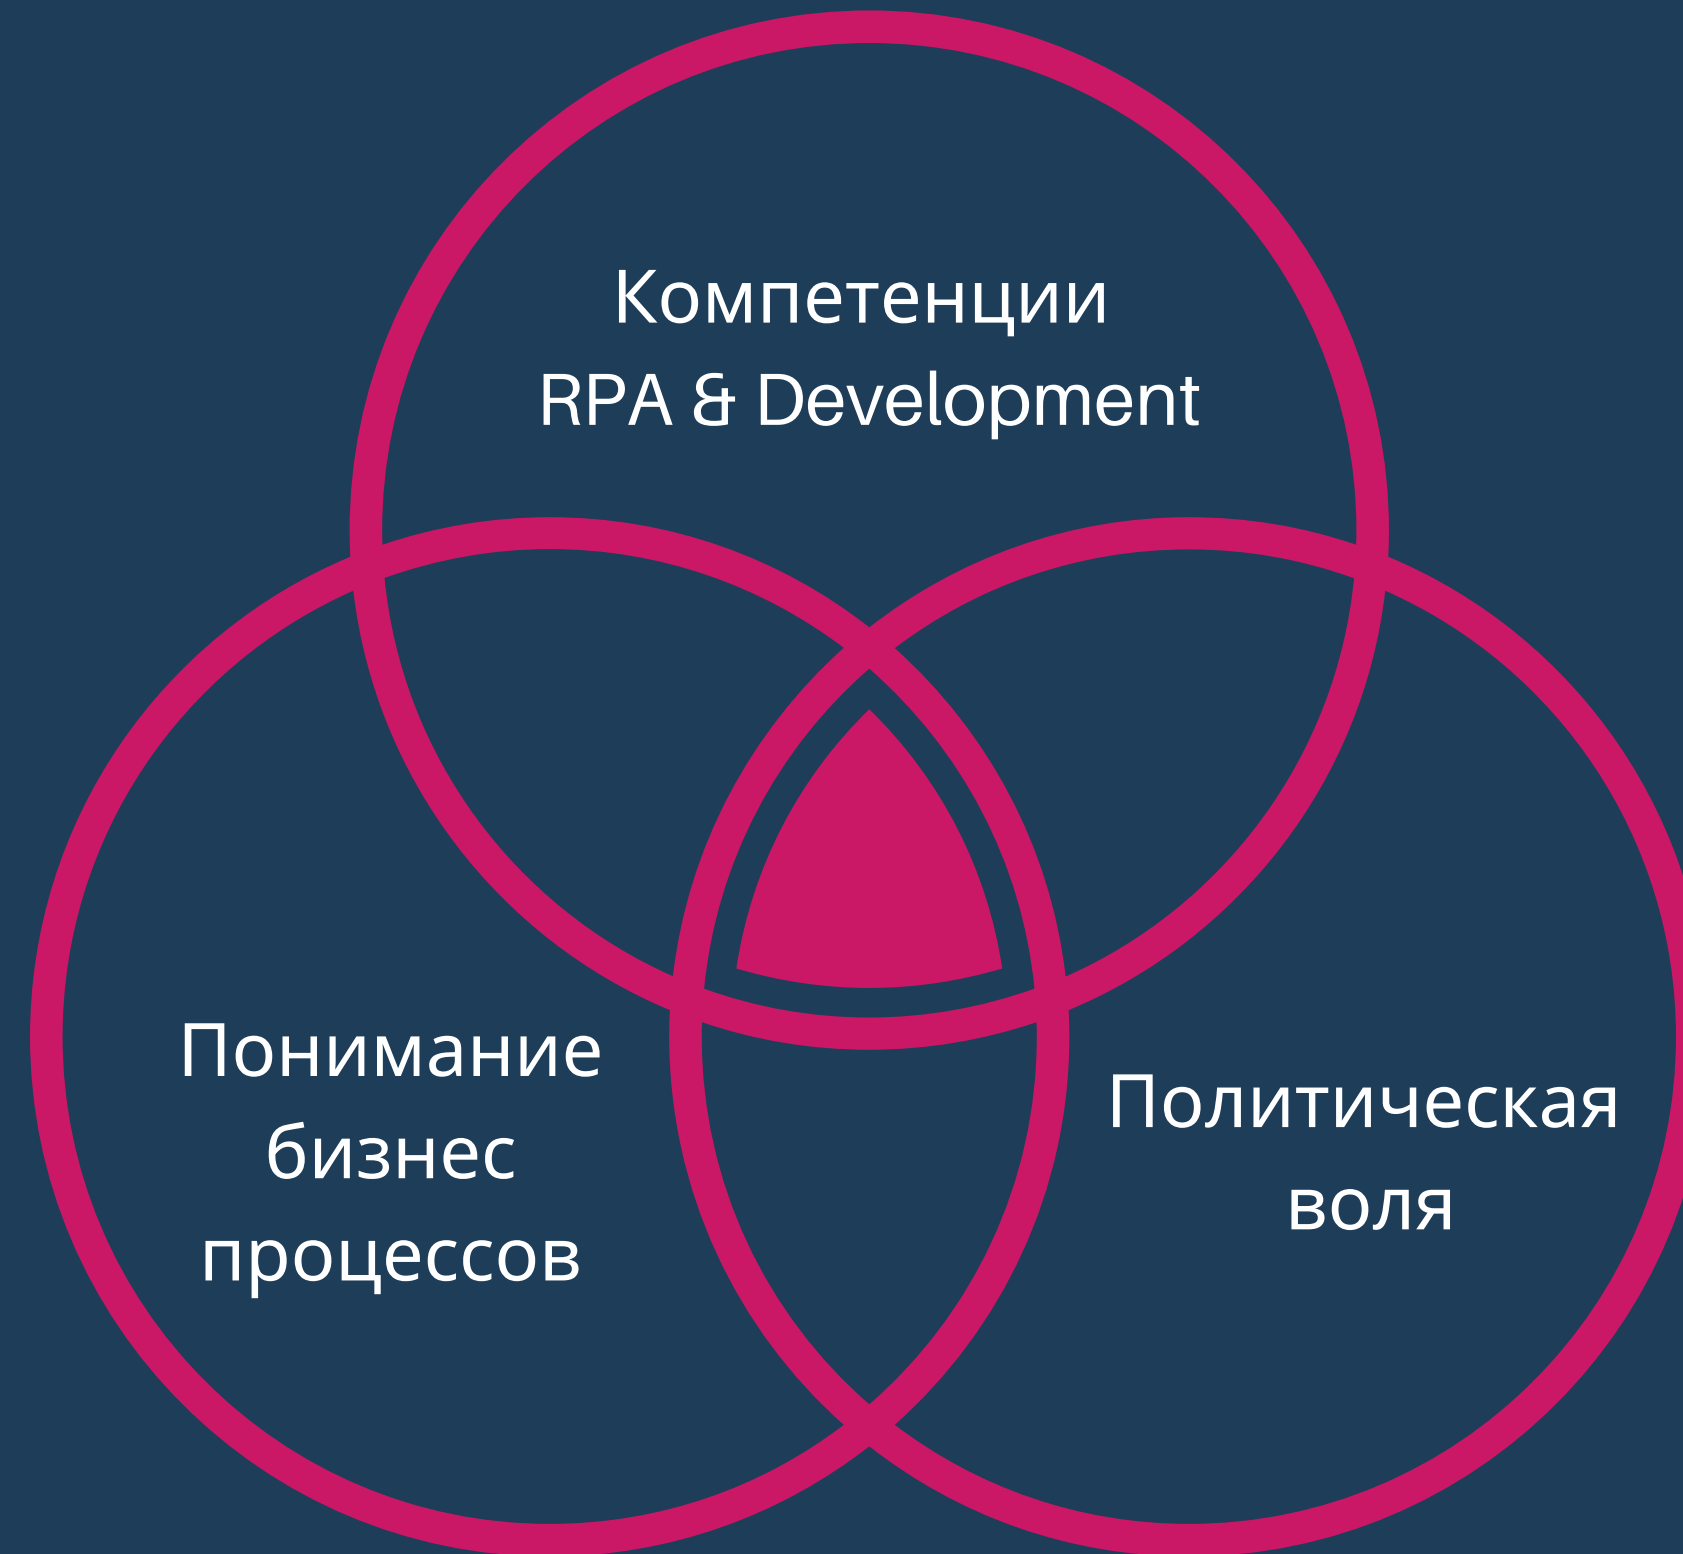 Компетенции
RPA & Development
Понимание
бизнес
процессов
Политическая
воля